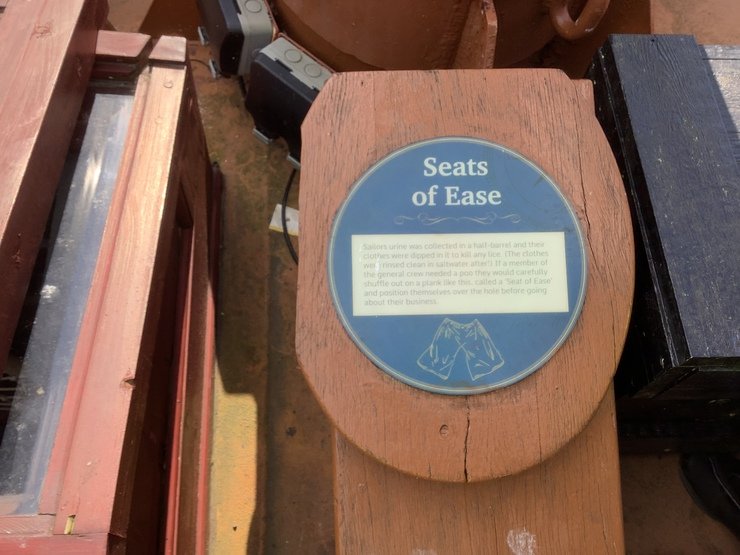 Seats
of Ease
Sailors urine was collected in a half-barrel and their
clothes were dipped in it to kill any lice. (The clothes
were rinsed clean in saltwater after!) If a member of
the general crew needed a poo they would carefully
shuffle out on a plank like this, called a 'Seat of Ease'
and position themselves over the hole before going
about their business.